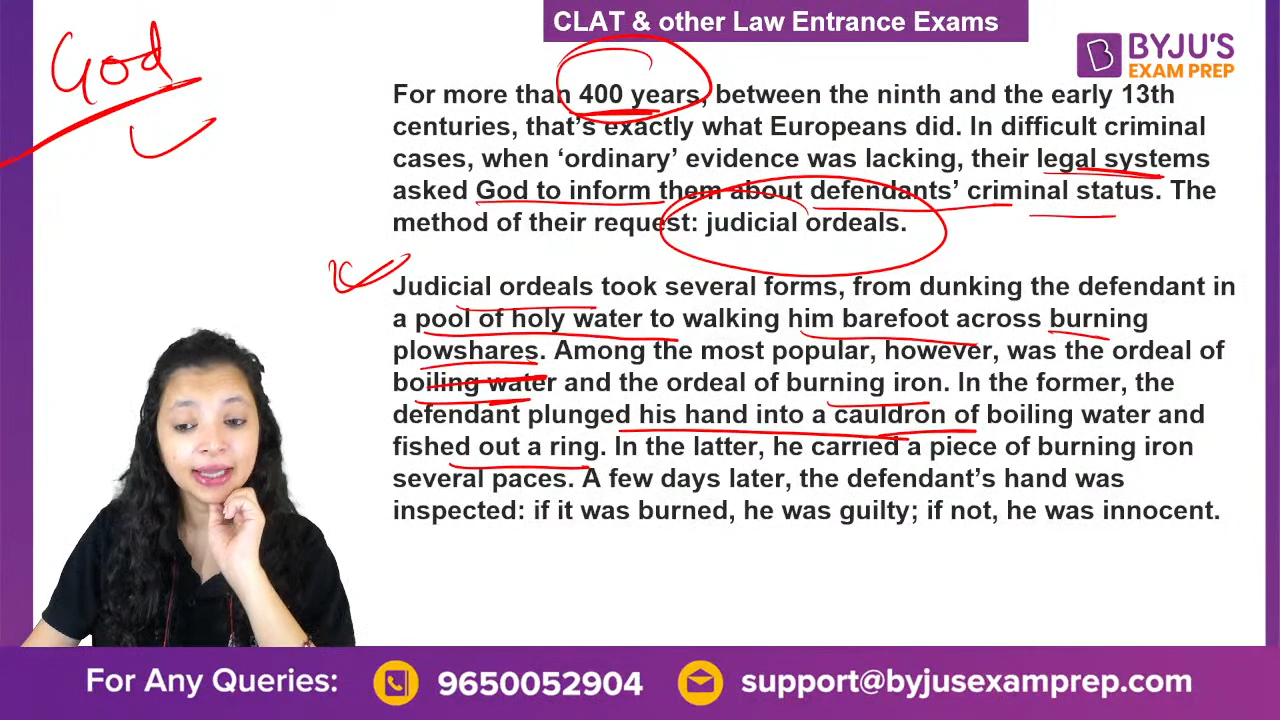 CLAT & other Law Entrance Exams
God
BYJU'S
EXAM PREP
For more than 400 years, between the ninth and the early 13th
centuries, that's exactly what Europeans did. In difficult criminal
cases, when ‘ordinary’ evidence was lacking, their legal systems
asked God to inform them about defendants’ criminal status. The
method of their request: judicial ordeals.
Judicial ordeals took several forms, from dunking the defendant in
a pool of holy water to walking him barefoot across burning
plowshares. Among the most popular, however, was the ordeal of
boiling water and the ordeal of burning iron. In the former, the
defendant plunged his hand into a cauldron of boiling water and
fished out a ring. In the latter, he carried a piece of burning iron
several paces. A few days later, the defendant’s hand was
inspected: if it was burned, he was guilty; if not, he was innocent.
For Any Queries:
9650052904
support@byjusexamprep.com